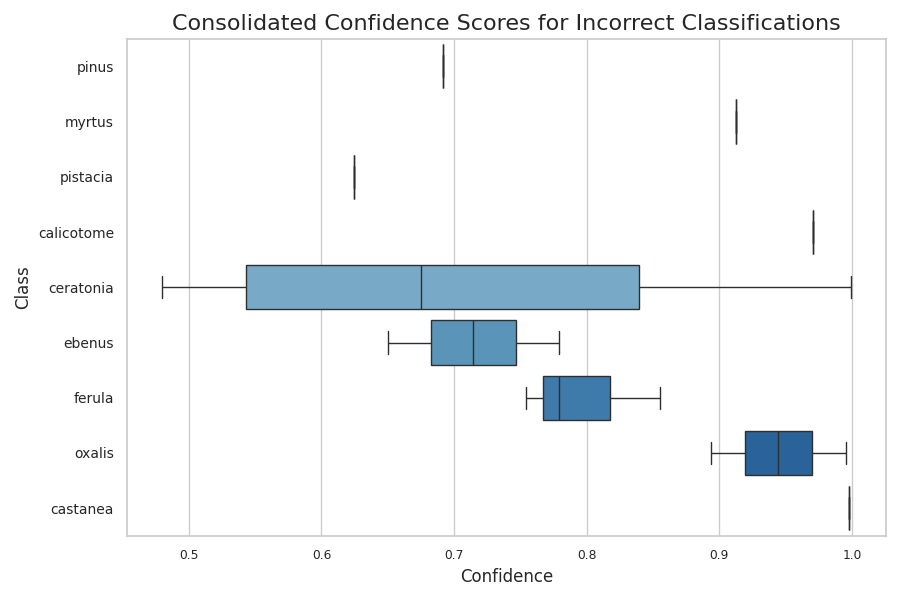 Consolidated Confidence Scores for Incorrect Classifications
pinus
myrtus
pistacia
calicotome
ceratonia
ebenus
ferula
oxalis
castanea
Class
0.5 0.6 0.7 0.8 0.9 1.0
Confidence